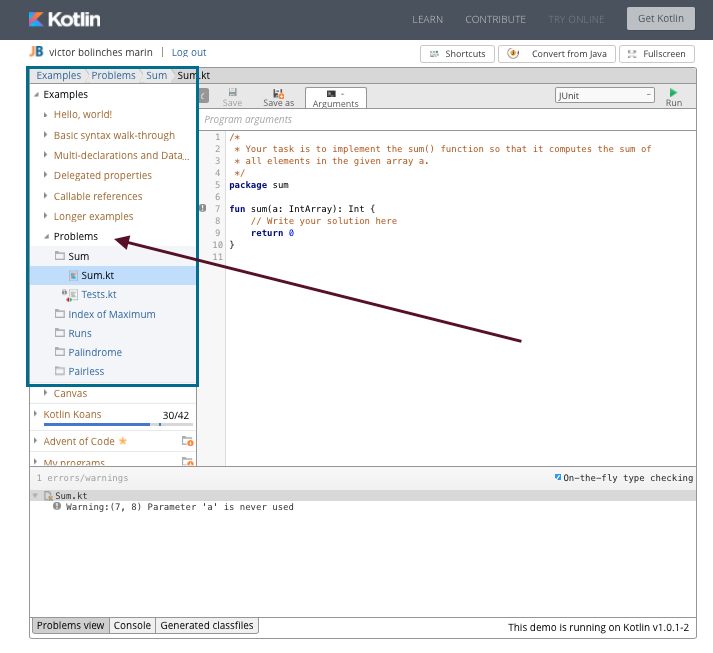 Kotlin
LEARN CONTRIBUTE TRY ONLINE Get Kotlin
JB victor bolinches marin | Log out
Shortcuts Convert from Java Fullscreen
Examples Problems Sum Sum.kt
Examples
Hello, world!
Basic syntax walk-through
Multi-declarations and Data...
Delegated properties
Callable references
Longer examples
Problems
Sum
Sum.kt
Tests.kt
Index of Maximum
Runs
Palindrome
Pairless
Canvas
Kotlin Koans 30/42
Advent of Code
My programs
Save Save as Arguments JUnit Run
Program arguments
1 /*
2 * Your task is to implement the sum() function so that it computes the sum of
3 * all elements in the given array a.
4 */
5 package sum
6
7 fun sum(a: IntArray): Int {
8 // Write your solution here
9 return 0
10 }
11
1 errors/warnings On-the-fly type checking
Sum.kt
Warning:(7, 8) Parameter 'a' is never used
Problems view Console Generated classfiles This demo is running on Kotlin v1.0.1-2